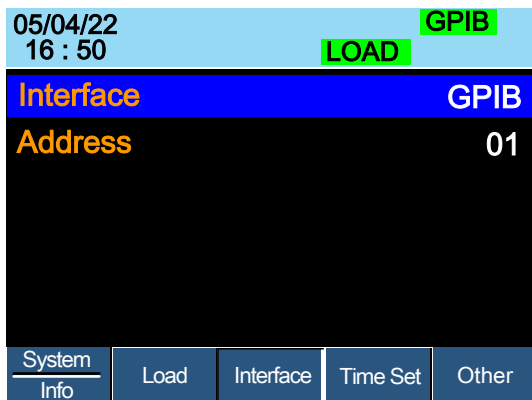 05/04/22 GPIB
16 : 50 LOAD
Interface GPIB
Address 01
System Load Interface Time Set Other
Info